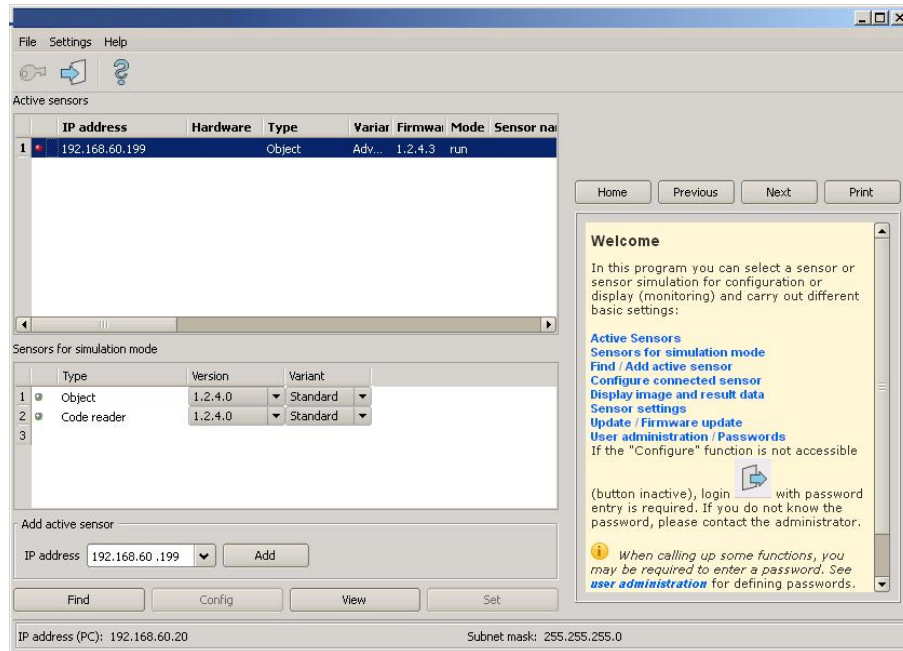 File Settings Help
Active sensors
IP address Hardware Type Varian Firmwar Mode Sensor nam
1 192.168.60.199 Object Adv... 1.2.4.3 run
Home Previous Next Print
Welcome
In this program you can select a sensor or
sensor simulation for configuration or
display (monitoring) and carry out different
basic settings:
Active Sensors
Sensors for simulation mode
Find / Add active sensor
Configure connected sensor
Display image and result data
Sensor settings
Update / Firmware update
User administration / Passwords
If the "Configure" function is not accessible
(button inactive), login with password
entry is required. If you do not know the
password, please contact the administrator.
When calling up some functions, you
may be required to enter a password. See
user administration for defining passwords.
Sensors for simulation mode
Type Version Variant
1 Object 1.2.4.0 Standard
2 Code reader 1.2.4.0 Standard
3
Add active sensor
IP address 192.168.60 .199 Add
Find Config View Set
IP address (PC): 192.168.60.20 Subnet mask: 255.255.255.0